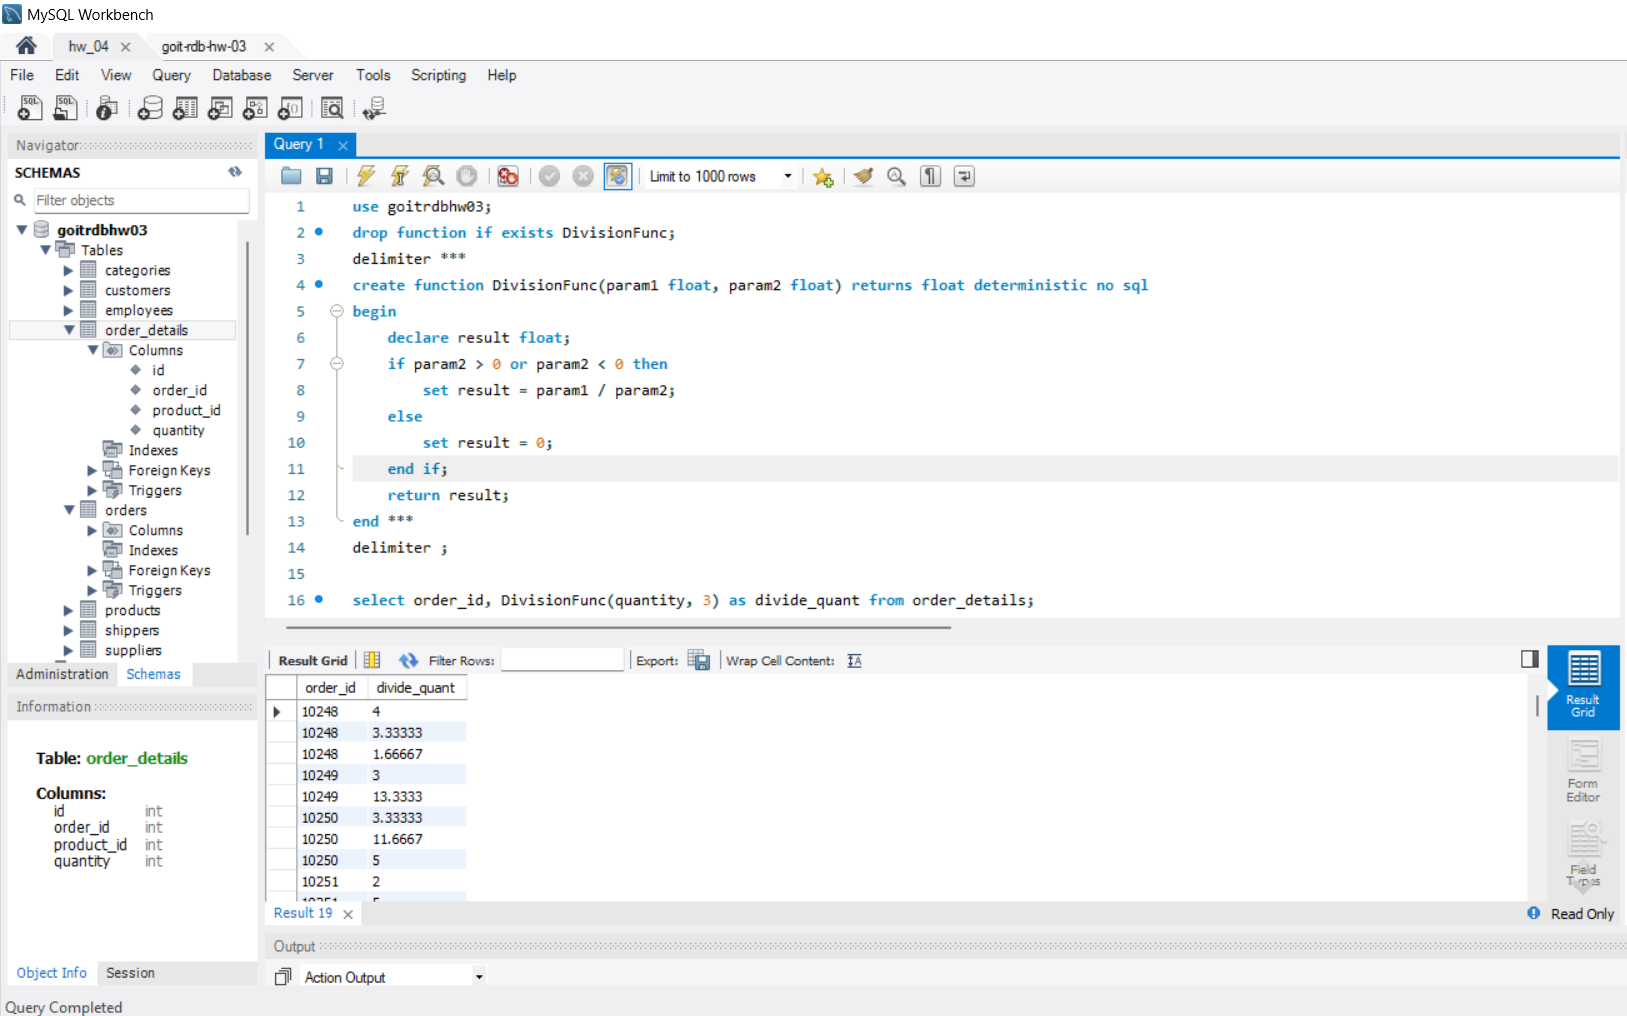 MySQL Workbench
hw_04
goit-rdb-hw-03
File Edit View Query Database Server Tools Scripting Help
Navigator
SCHEMAS
Filter objects
goitrdbhw03
Tables
categories
customers
employees
order_details
Columns
id
order_id
product_id
quantity
Indexes
Foreign Keys
Triggers
orders
Columns
Indexes
Foreign Keys
Triggers
products
shippers
suppliers
Administration Schemas
Information
Table: order_details
Columns:
id int
order_id int
product_id int
quantity int
Object Info Session
Query Completed
Query 1
Limit to 1000 rows
1 use goitrdbhw03;
2 drop function if exists DivisionFunc;
3 delimiter ***
4 create function DivisionFunc(param1 float, param2 float) returns float deterministic no sql
5 begin
6 declare result float;
7 if param2 > 0 or param2 < 0 then
8 set result = param1 / param2;
9 else
10 set result = 0;
11 end if;
12 return result;
13 end ***
14 delimiter ;
15
16 select order_id, DivisionFunc(quantity, 3) as divide_quant from order_details;
Result Grid Filter Rows: Export: Wrap Cell Content:
order_id divide_quant
10248 4
10248 3.33333
10248 1.66667
10249 3
10249 13.3333
10250 3.33333
10250 11.6667
10250 5
10251 2
Result Grid
Form Editor
Field Types
Result 19
Read Only
Output
Action Output